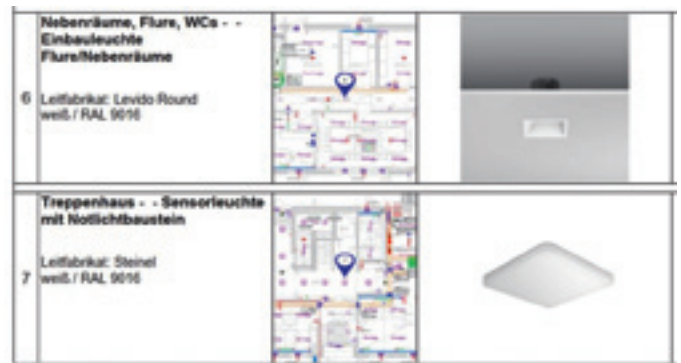 Nebenräume, Flure, WCs - -
Einbauleuchte
Flure/Nebenräume
6
Leitfabrikat: Levido Round
weiß / RAL 9016
Treppenhaus - - Sensorleuchte
mit Notlichtbaustein
7
Leitfabrikat: Steinel
weiß / RAL 9016